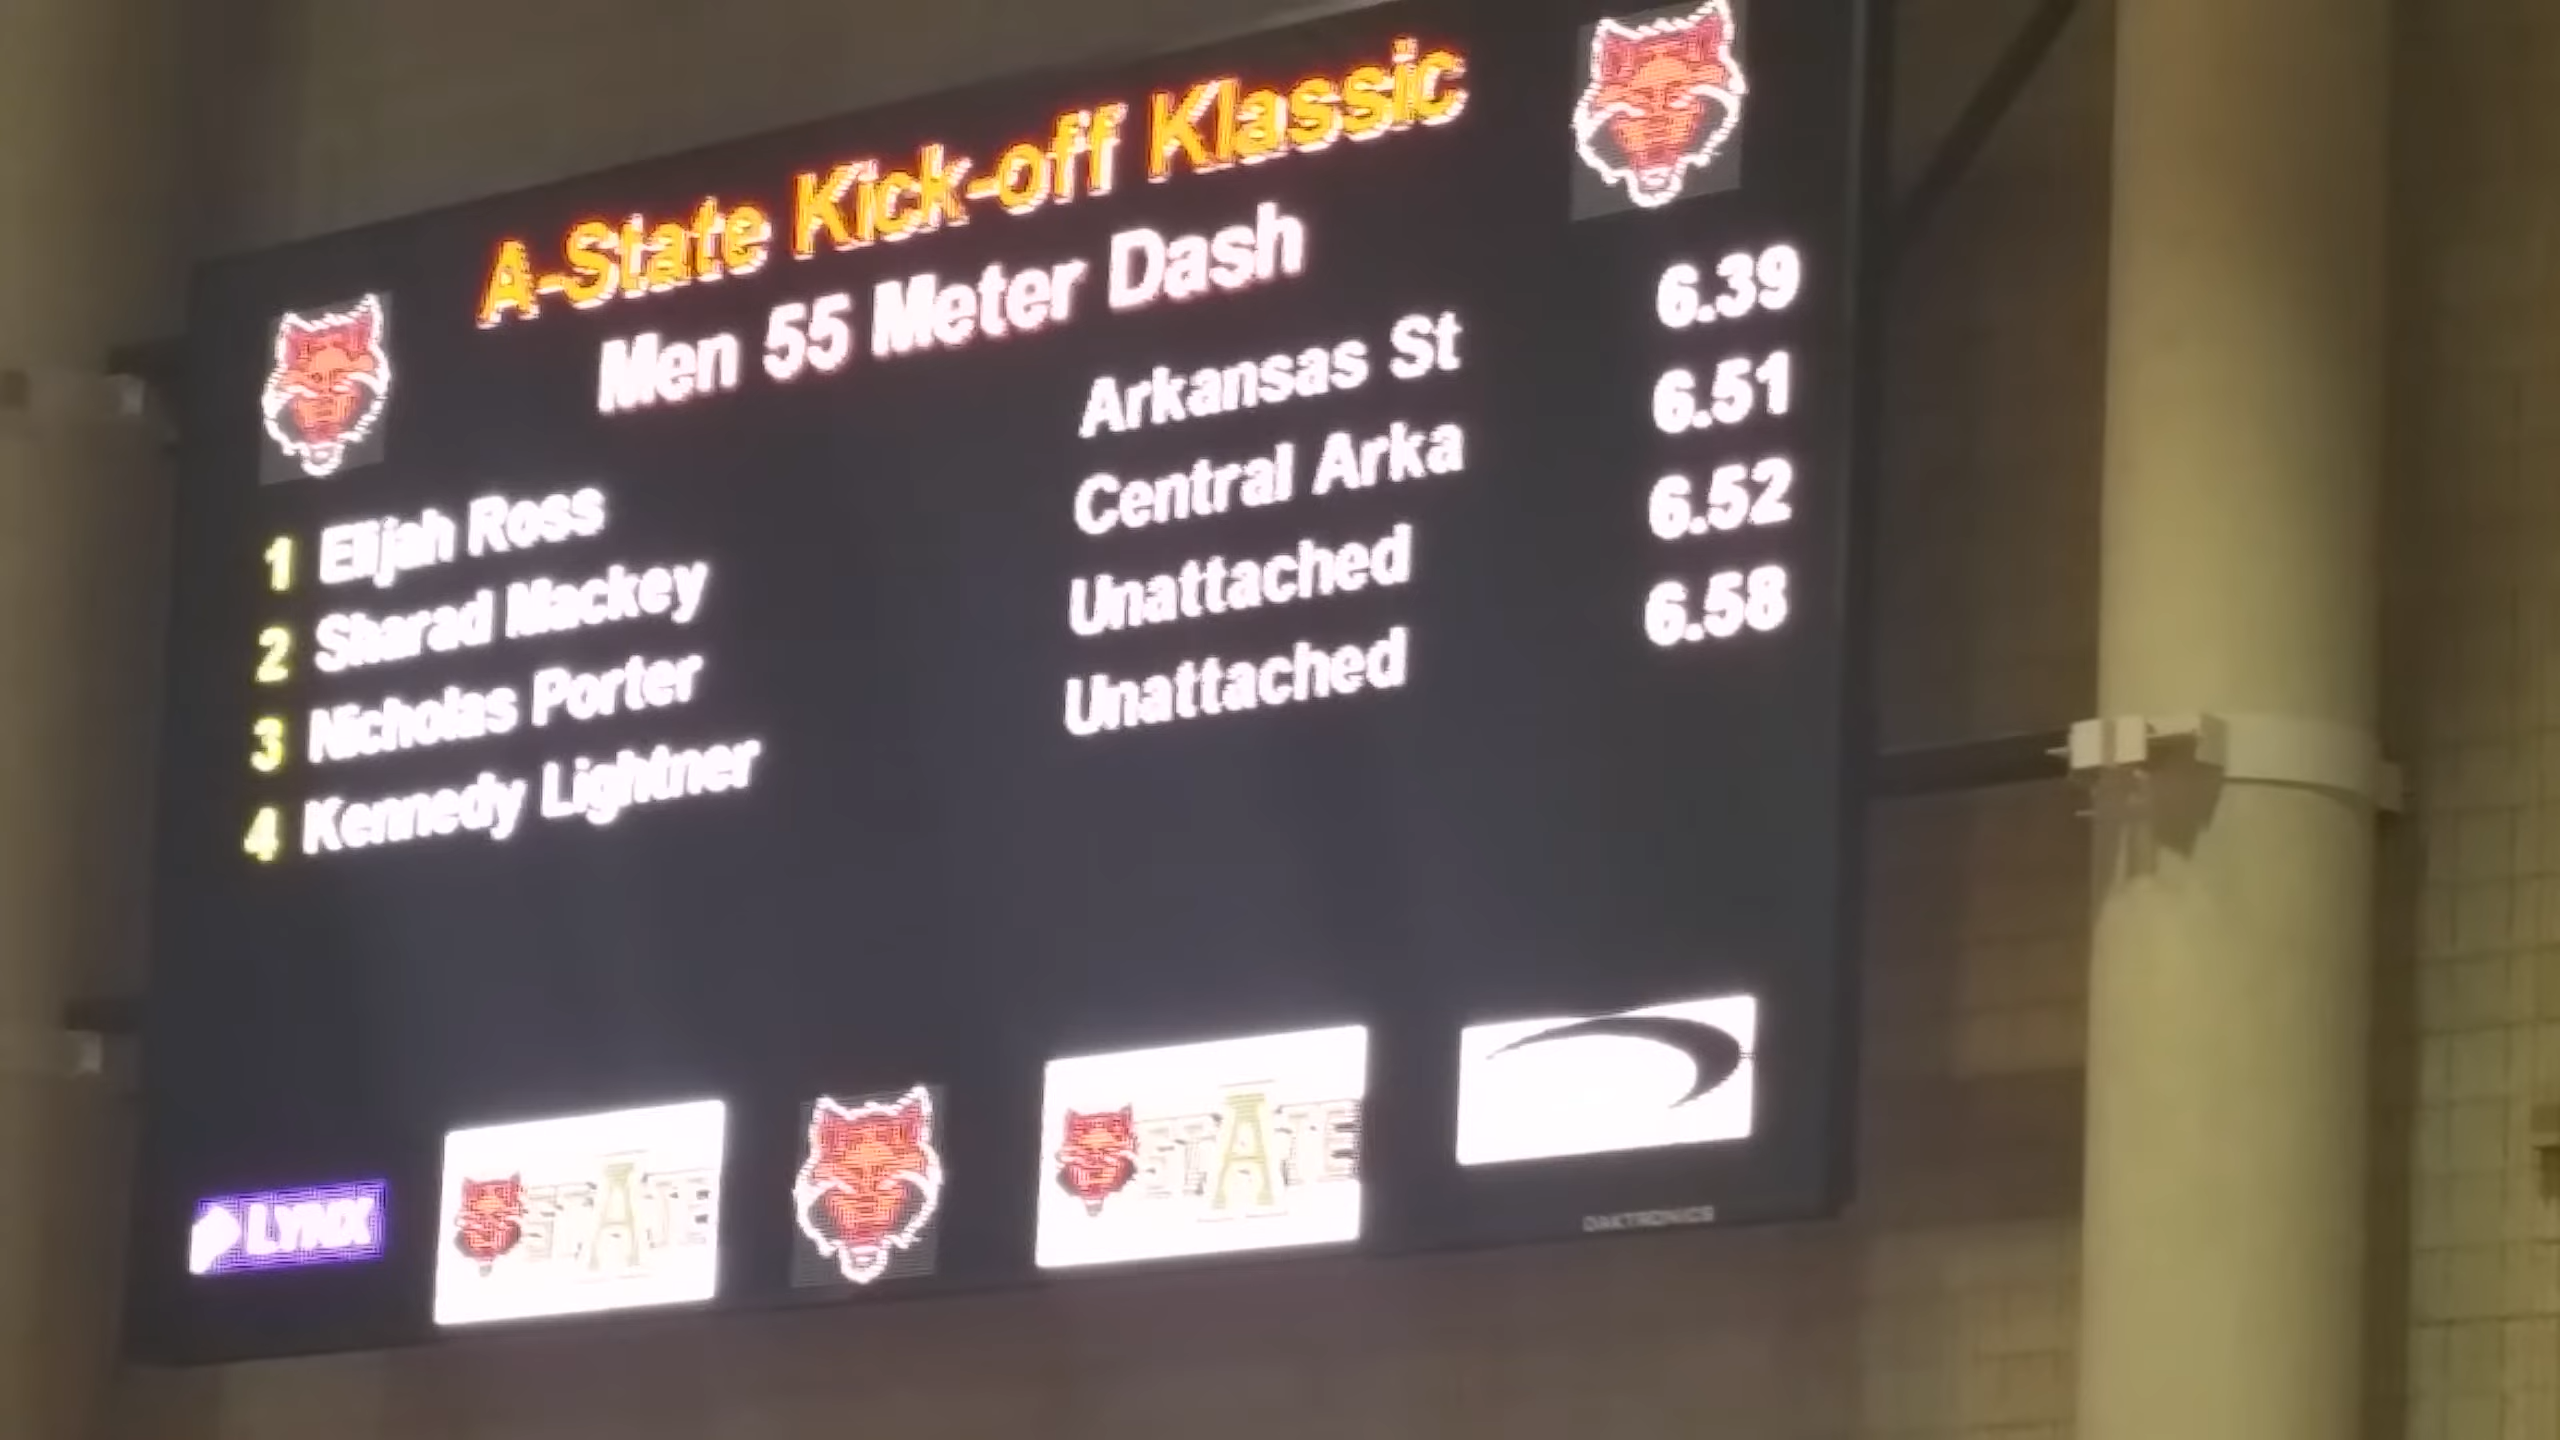 A-State Kick-off Klassic
Men 55 Meter Dash
1 Elijah Ross Arkansas St 6.39
2 Sharad Mackey Central Arka 6.51
3 Nicholas Porter Unattached 6.52
4 Kennedy Lightner Unattached 6.58
LYNX
STATE
STATE
DAKTRONICS